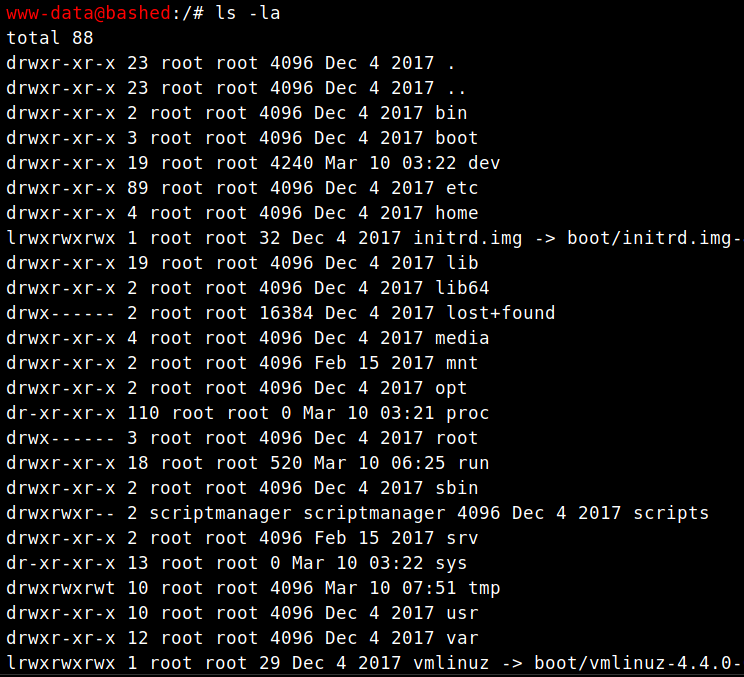 www-data@bashed:/# ls -la
total 88
drwxr-xr-x 23 root root 4096 Dec 4 2017 .
drwxr-xr-x 23 root root 4096 Dec 4 2017 ..
drwxr-xr-x 2 root root 4096 Dec 4 2017 bin
drwxr-xr-x 3 root root 4096 Dec 4 2017 boot
drwxr-xr-x 19 root root 4240 Mar 10 03:22 dev
drwxr-xr-x 89 root root 4096 Dec 4 2017 etc
drwxr-xr-x 4 root root 4096 Dec 4 2017 home
lrwxrwxrwx 1 root root 32 Dec 4 2017 initrd.img -> boot/initrd.img-
drwxr-xr-x 19 root root 4096 Dec 4 2017 lib
drwxr-xr-x 2 root root 4096 Dec 4 2017 lib64
drwx------ 2 root root 16384 Dec 4 2017 lost+found
drwxr-xr-x 4 root root 4096 Dec 4 2017 media
drwxr-xr-x 2 root root 4096 Feb 15 2017 mnt
drwxr-xr-x 2 root root 4096 Dec 4 2017 opt
dr-xr-xr-x 110 root root 0 Mar 10 03:21 proc
drwx------ 3 root root 4096 Dec 4 2017 root
drwxr-xr-x 18 root root 520 Mar 10 06:25 run
drwxr-xr-x 2 root root 4096 Dec 4 2017 sbin
drwxrwxr-- 2 scriptmanager scriptmanager 4096 Dec 4 2017 scripts
drwxr-xr-x 2 root root 4096 Feb 15 2017 srv
dr-xr-xr-x 13 root root 0 Mar 10 03:22 sys
drwxrwxrwt 10 root root 4096 Mar 10 07:51 tmp
drwxr-xr-x 10 root root 4096 Dec 4 2017 usr
drwxr-xr-x 12 root root 4096 Dec 4 2017 var
lrwxrwxrwx 1 root root 29 Dec 4 2017 vmlinuz -> boot/vmlinuz-4.4.0-